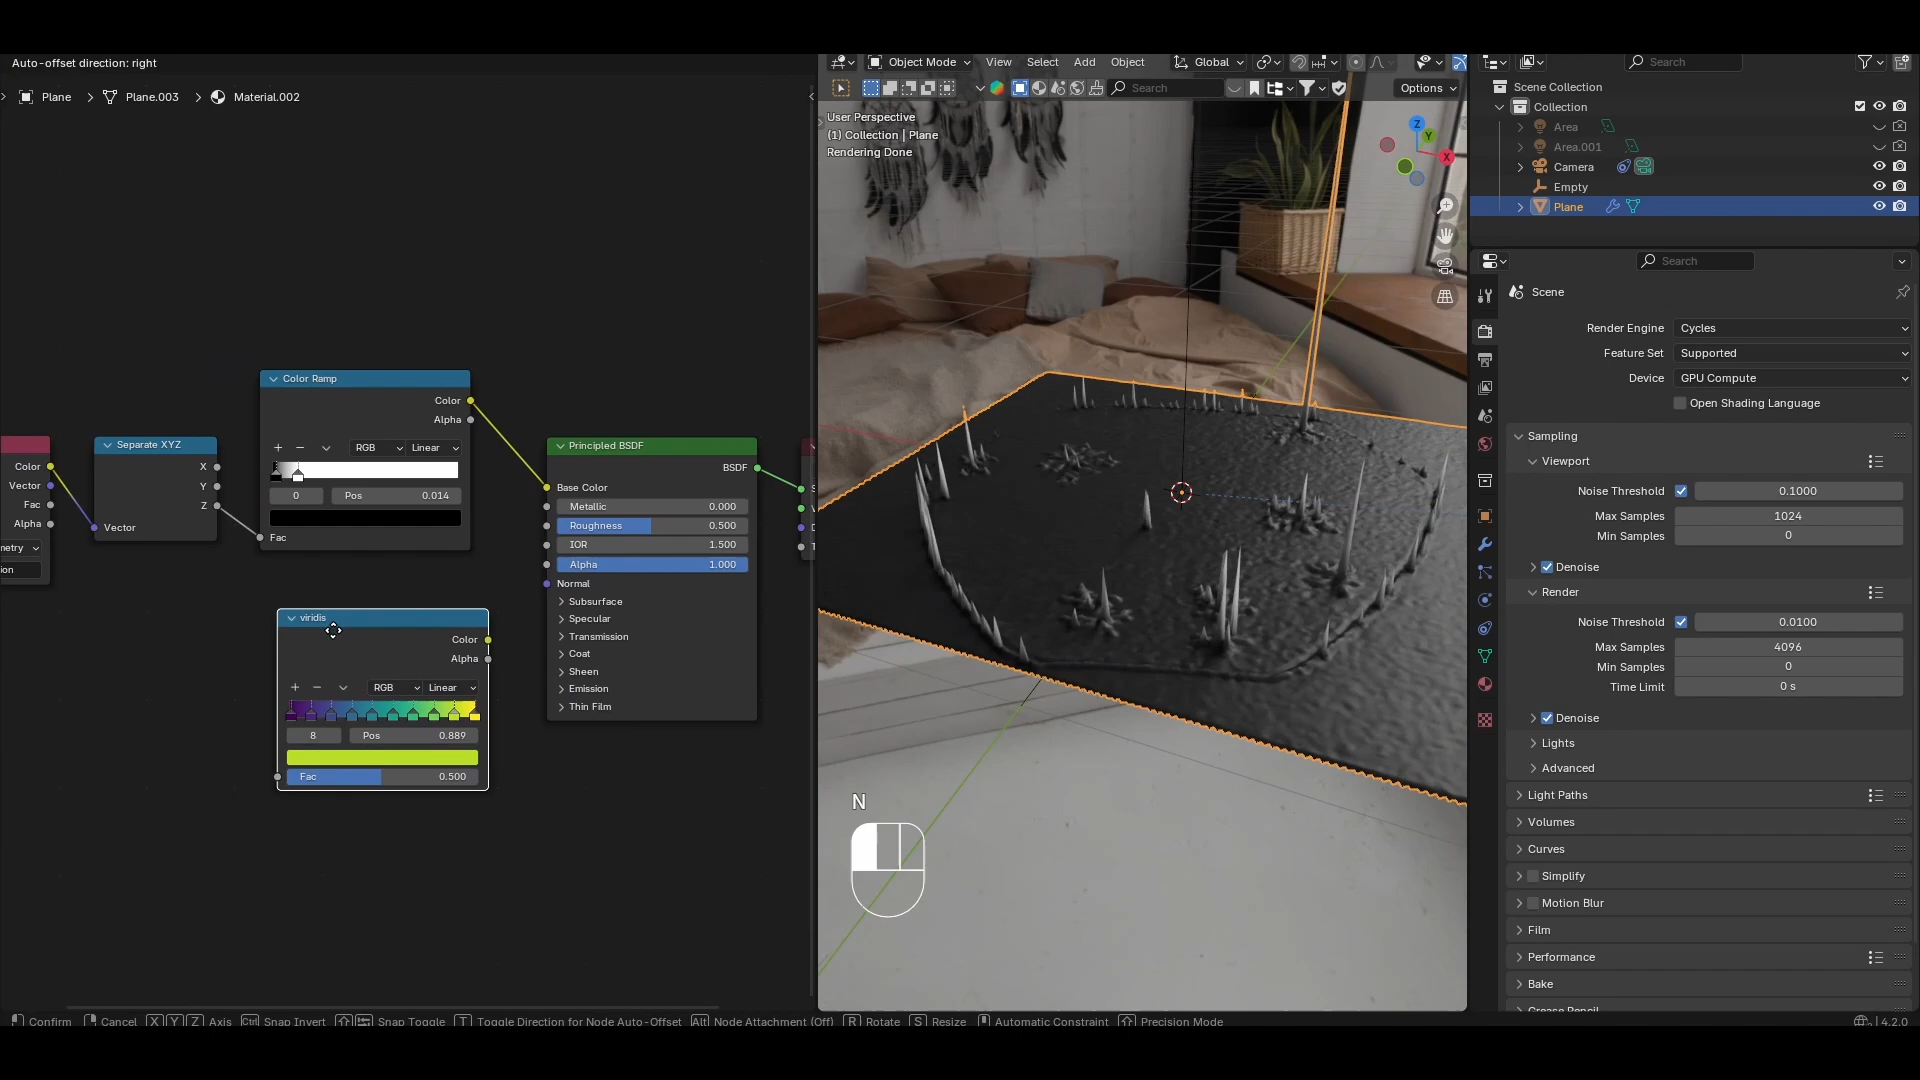 Auto-offset direction: right
Plane
Plane.003
Material.002
Separate XYZ
X
Y
Z
Vector
Color
Vector
Fac
Alpha
metry
ion
Color Ramp
Color
Alpha
RGB
Linear
0
Pos
0.014
Fac
viridis
Color
Alpha
RGB
Linear
8
Pos
0.889
Fac
0.500
Principled BSDF
BSDF
Base Color
Metallic
0.000
Roughness
0.500
IOR
1.500
Alpha
1.000
Normal
Subsurface
Specular
Transmission
Coat
Sheen
Emission
Thin Film
Object Mode
View
Select
Add
Object
Global
Search
Options
User Perspective
(1) Collection | Plane
Rendering Done
Z
Y
X
N
Search
Scene Collection
Collection
Area
Area.001
Camera
Empty
Plane
Search
Scene
Render Engine
Cycles
Feature Set
Supported
Device
GPU Compute
Open Shading Language
Sampling
Viewport
Noise Threshold
0.1000
Max Samples
1024
Min Samples
0
Denoise
Render
Noise Threshold
0.0100
Max Samples
4096
Min Samples
0
Time Limit
0 s
Denoise
Lights
Advanced
Light Paths
Volumes
Curves
Simplify
Motion Blur
Film
Performance
Bake
Grease Pencil
Confirm
Cancel
X Y Z Axis
Ctrl Snap Invert
Snap Toggle
T Toggle Direction for Node Auto-Offset
Alt Node Attachment (Off)
R Rotate
S Resize
Automatic Constraint
Precision Mode
4.2.0